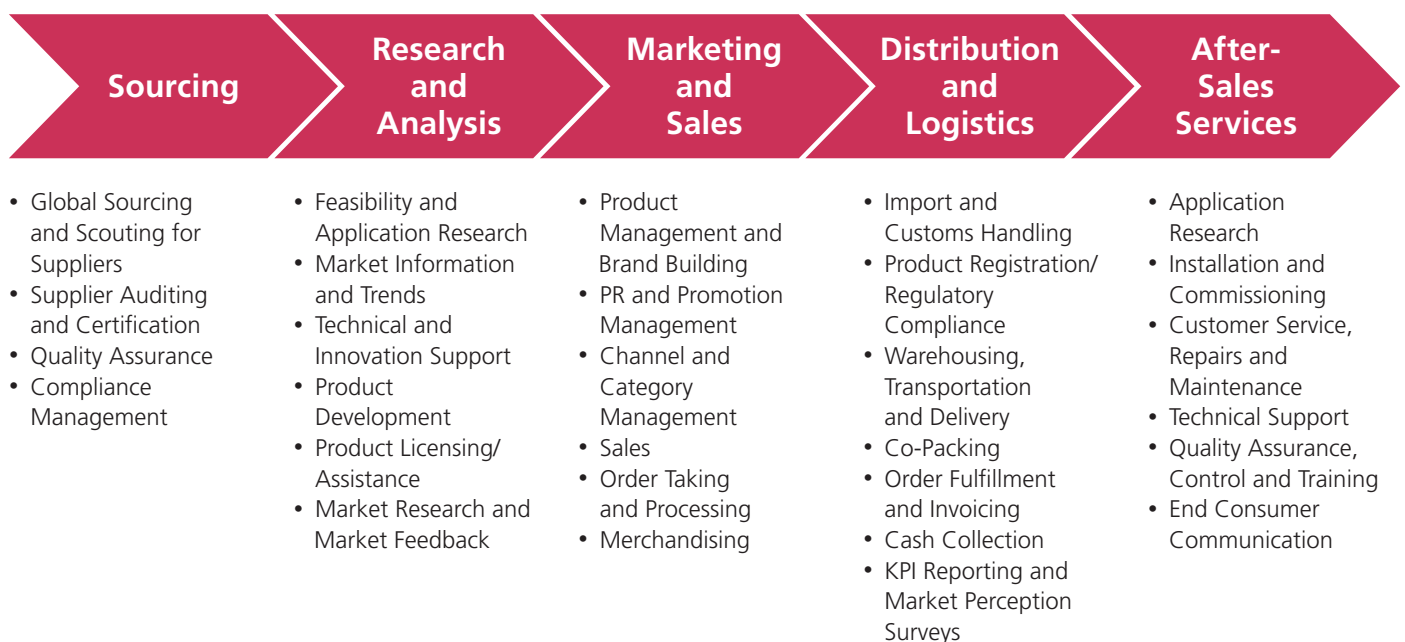 Sourcing
Research
and
Analysis
Marketing
and
Sales
Distribution
and
Logistics
After-
Sales
Services
• Global Sourcing
and Scouting for
Suppliers
• Supplier Auditing
and Certification
• Quality Assurance
• Compliance
Management
• Feasibility and
Application Research
• Market Information
and Trends
• Technical and
Innovation Support
• Product
Development
• Product Licensing/
Assistance
• Market Research and
Market Feedback
• Product
Management and
Brand Building
• PR and Promotion
Management
• Channel and
Category
Management
• Sales
• Order Taking
and Processing
• Merchandising
• Import and
Customs Handling
• Product Registration/
Regulatory
Compliance
• Warehousing,
Transportation
and Delivery
• Co-Packing
• Order Fulfillment
and Invoicing
• Cash Collection
• KPI Reporting and
Market Perception
Surveys
• Application
Research
• Installation and
Commissioning
• Customer Service,
Repairs and
Maintenance
• Technical Support
• Quality Assurance,
Control and Training
• End Consumer
Communication